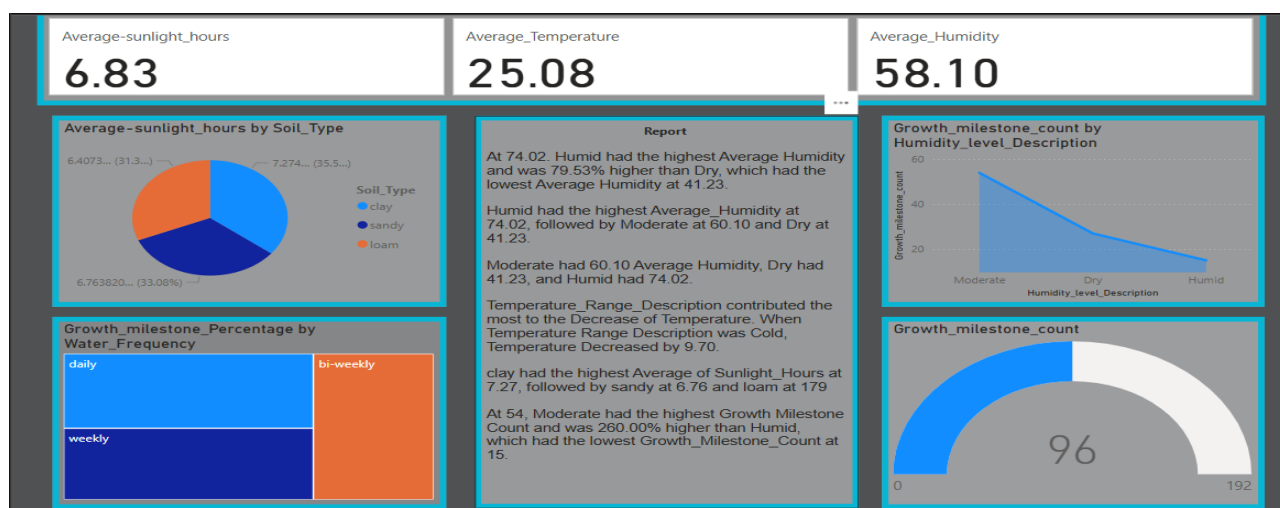 Average-sunlight_hours
6.83
Average_Temperature
25.08
Average_Humidity
58.10
Average-sunlight_hours by Soil_Type
6.4073... (31.3...)
7.274... (35.5...)
6.763820... (33.08%)
Soil_Type
clay
sandy
loam
Growth_milestone_Percentage by
Water_Frequency
daily
weekly
bi-weekly
Report
At 74.02. Humid had the highest Average Humidity
and was 79.53% higher than Dry, which had the
lowest Average Humidity at 41.23.
Humid had the highest Average_Humidity at
74.02, followed by Moderate at 60.10 and Dry at
41.23.
Moderate had 60.10 Average Humidity, Dry had
41.23, and Humid had 74.02.
Temperature_Range_Description contributed the
most to the Decrease of Temperature. When
Temperature Range Description was Cold,
Temperature Decreased by 9.70.
clay had the highest Average of Sunlight_Hours at
7.27, followed by sandy at 6.76 and loam at 179
At 54, Moderate had the highest Growth Milestone
Count and was 260.00% higher than Humid,
which had the lowest Growth_Milestone_Count at
15.
Growth_milestone_count by
Humidity_level_Description
Growth_milestone_count
60
40
20
Moderate
Dry
Humid
Humidity_level_Description
Growth_milestone_count
96
0
192